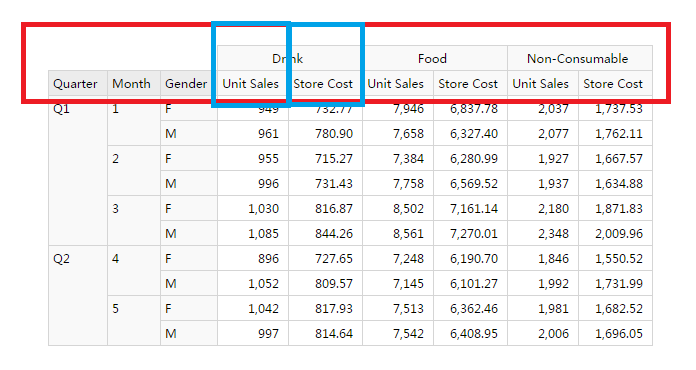 Drink Food Non-Consumable
Quarter Month Gender Unit Sales Store Cost Unit Sales Store Cost Unit Sales Store Cost
Q1 1 F 949 732.77 7,946 6,837.78 2,037 1,737.53
M 961 780.90 7,658 6,327.40 2,077 1,762.11
2 F 955 715.27 7,384 6,280.99 1,927 1,667.57
M 996 731.43 7,758 6,569.52 1,937 1,634.88
3 F 1,030 816.87 8,502 7,161.14 2,180 1,871.83
M 1,085 844.26 8,561 7,270.01 2,348 2,009.96
Q2 4 F 896 727.65 7,248 6,190.70 1,846 1,550.52
M 1,052 809.57 7,145 6,101.27 1,992 1,731.99
5 F 1,042 817.93 7,513 6,362.46 1,981 1,682.52
M 997 814.64 7,542 6,408.95 2,006 1,696.05